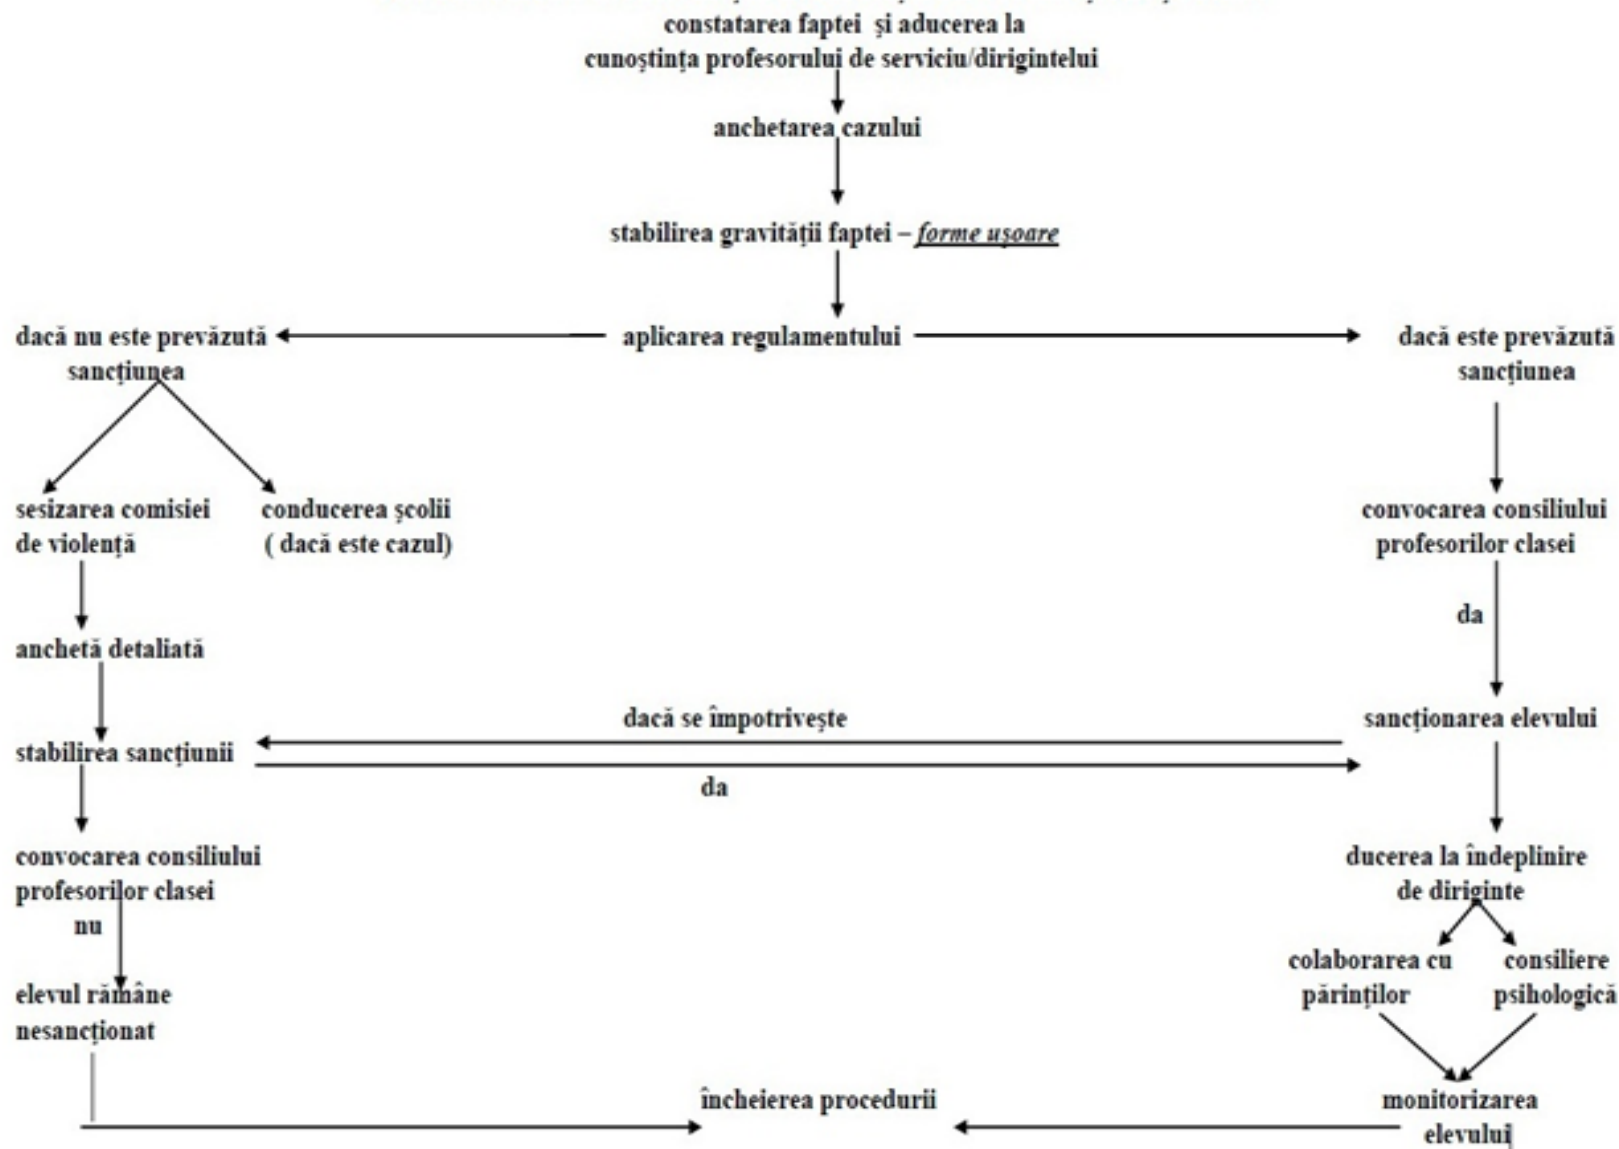 constatarea faptei și aducerea la
cunoștința profesorului de serviciu/dirigintelui
anchetarea cazului
stabilirea gravității faptei – forme ușoare
dacă nu este prevăzută
sancțiunea
aplicarea regulamentului
dacă este prevăzută
sancțiunea
sesizarea comisiei
de violență
conducerea școlii
( dacă este cazul)
convocarea consiliului
profesorilor clasei
da
anchetă detaliată
dacă se împotrivește
sancționarea elevului
stabilirea sancțiunii
da
convocarea consiliului
profesorilor clasei
nu
ducerea la îndeplinire
de diriginte
colaborarea cu
părinților
consiliere
psihologică
elevul rămâne
nesancționat
încheierea procedurii
monitorizarea
elevului